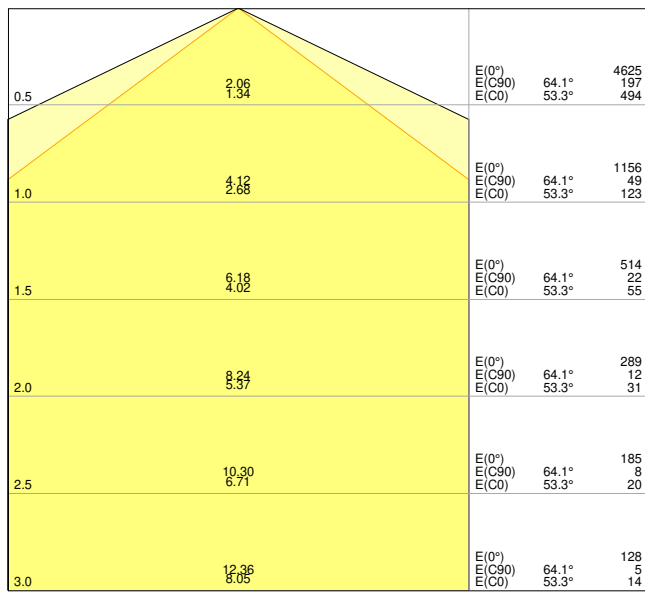 2.06
1.34
0.5
E(0°) 4625
E(C90) 64.1° 197
E(C0) 53.3° 494
4.12
2.68
1.0
E(0°) 1156
E(C90) 64.1° 49
E(C0) 53.3° 123
6.18
4.02
1.5
E(0°) 514
E(C90) 64.1° 22
E(C0) 53.3° 55
8.24
5.37
2.0
E(0°) 289
E(C90) 64.1° 12
E(C0) 53.3° 31
10.30
6.71
2.5
E(0°) 185
E(C90) 64.1° 8
E(C0) 53.3° 20
12.36
8.05
3.0
E(0°) 128
E(C90) 64.1° 5
E(C0) 53.3° 14